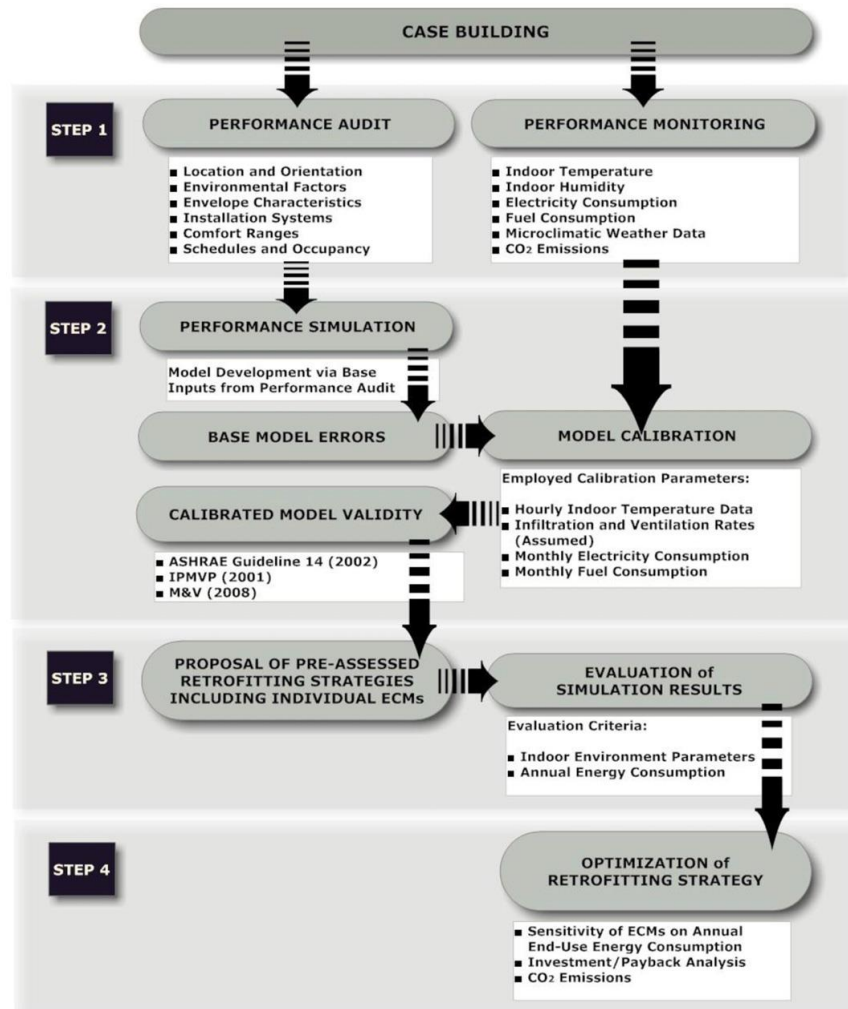 CASE BUILDING
STEP 1
PERFORMANCE AUDIT
■ Location and Orientation
■ Environmental Factors
■ Envelope Characteristics
■ Installation Systems
■ Comfort Ranges
■ Schedules and Occupancy
PERFORMANCE MONITORING
■ Indoor Temperature
■ Indoor Humidity
■ Electricity Consumption
■ Fuel Consumption
■ Microclimatic Weather Data
■ CO₂ Emissions
STEP 2
PERFORMANCE SIMULATION
Model Development via Base
Inputs from Performance Audit
BASE MODEL ERRORS
MODEL CALIBRATION
Employed Calibration Parameters:
■ Hourly Indoor Temperature Data
■ Infiltration and Ventilation Rates
(Assumed)
■ Monthly Electricity Consumption
■ Monthly Fuel Consumption
CALIBRATED MODEL VALIDITY
■ ASHRAE Guideline 14 (2002)
■ IPMVP (2001)
■ M&V (2008)
STEP 3
PROPOSAL OF PRE-ASSESSED
RETROFITTING STRATEGIES
INCLUDING INDIVIDUAL ECMs
EVALUATION of
SIMULATION RESULTS
Evaluation Criteria:
■ Indoor Environment Parameters
■ Annual Energy Consumption
STEP 4
OPTIMIZATION of
RETROFITTING STRATEGY
■ Sensitivity of ECMs on Annual
End-Use Energy Consumption
■ Investment/Payback Analysis
■ CO₂ Emissions